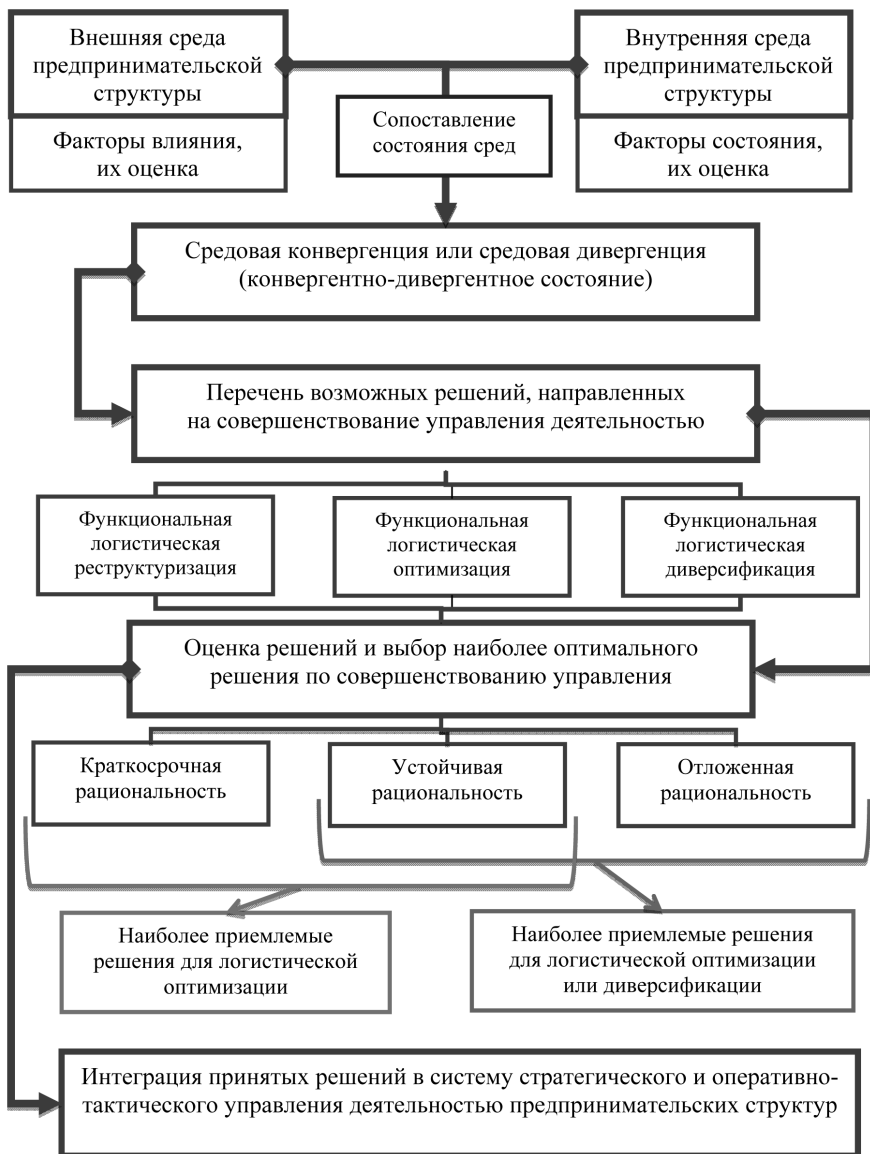 Внешняя среда
предпринимательской
структуры
Факторы влияния,
их оценка
Сопоставление
состояния сред
Внутренняя среда
предпринимательской
структуры
Факторы состояния,
их оценка
Средовая конвергенция или средовая дивергенция
(конвергентно-дивергентное состояние)
Перечень возможных решений, направленных
на совершенствование управления деятельностью
Функциональная
логистическая
реструктуризация
Функциональная
логистическая
оптимизация
Функциональная
логистическая
диверсификация
Оценка решений и выбор наиболее оптимального
решения по совершенствованию управления
Краткосрочная
рациональность
Устойчивая
рациональность
Отложенная
рациональность
Наиболее приемлемые
решения для логистической
оптимизации
Наиболее приемлемые решения
для логистической оптимизации
или диверсификации
Интеграция принятых решений в систему стратегического и оперативно-
тактического управления деятельностью предпринимательских структур